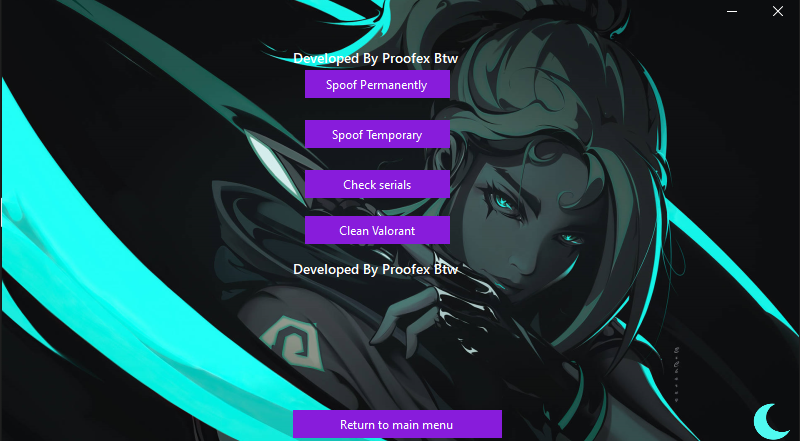 Developed By Proofex Btw
Spoof Permanently
Spoof Temporary
Check serials
Clean Valorant
Developed By Proofex Btw
Return to main menu